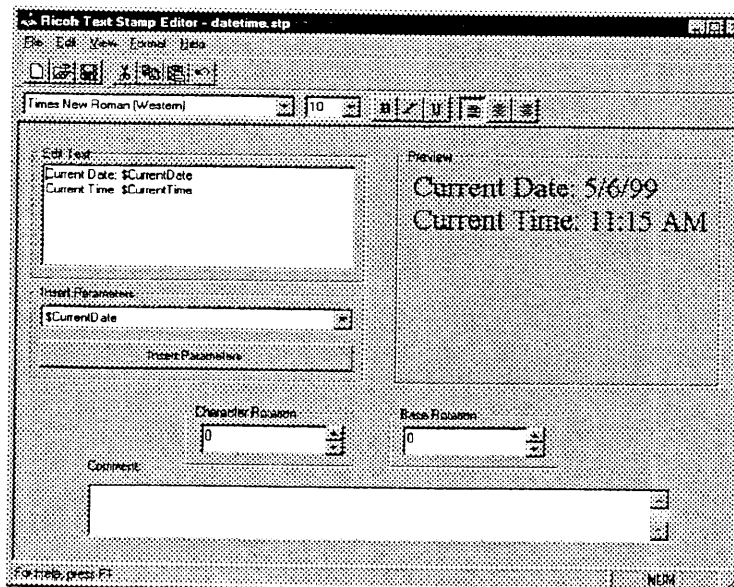 Ricoh Text Stamp Editor - datetime.stp
File Edit View Format Help
Times New Roman (Western)
10
B
U
Edit Text
Current Date: $CurrentDate
Current Time: $CurrentTime
Preview
Current Date: 5/6/99
Current Time: 11:15 AM
Insert Parameters
$CurrentDate
Insert Parameters
Character Rotation
0
Base Rotation
0
Comment:
For Help, press F1
NUM